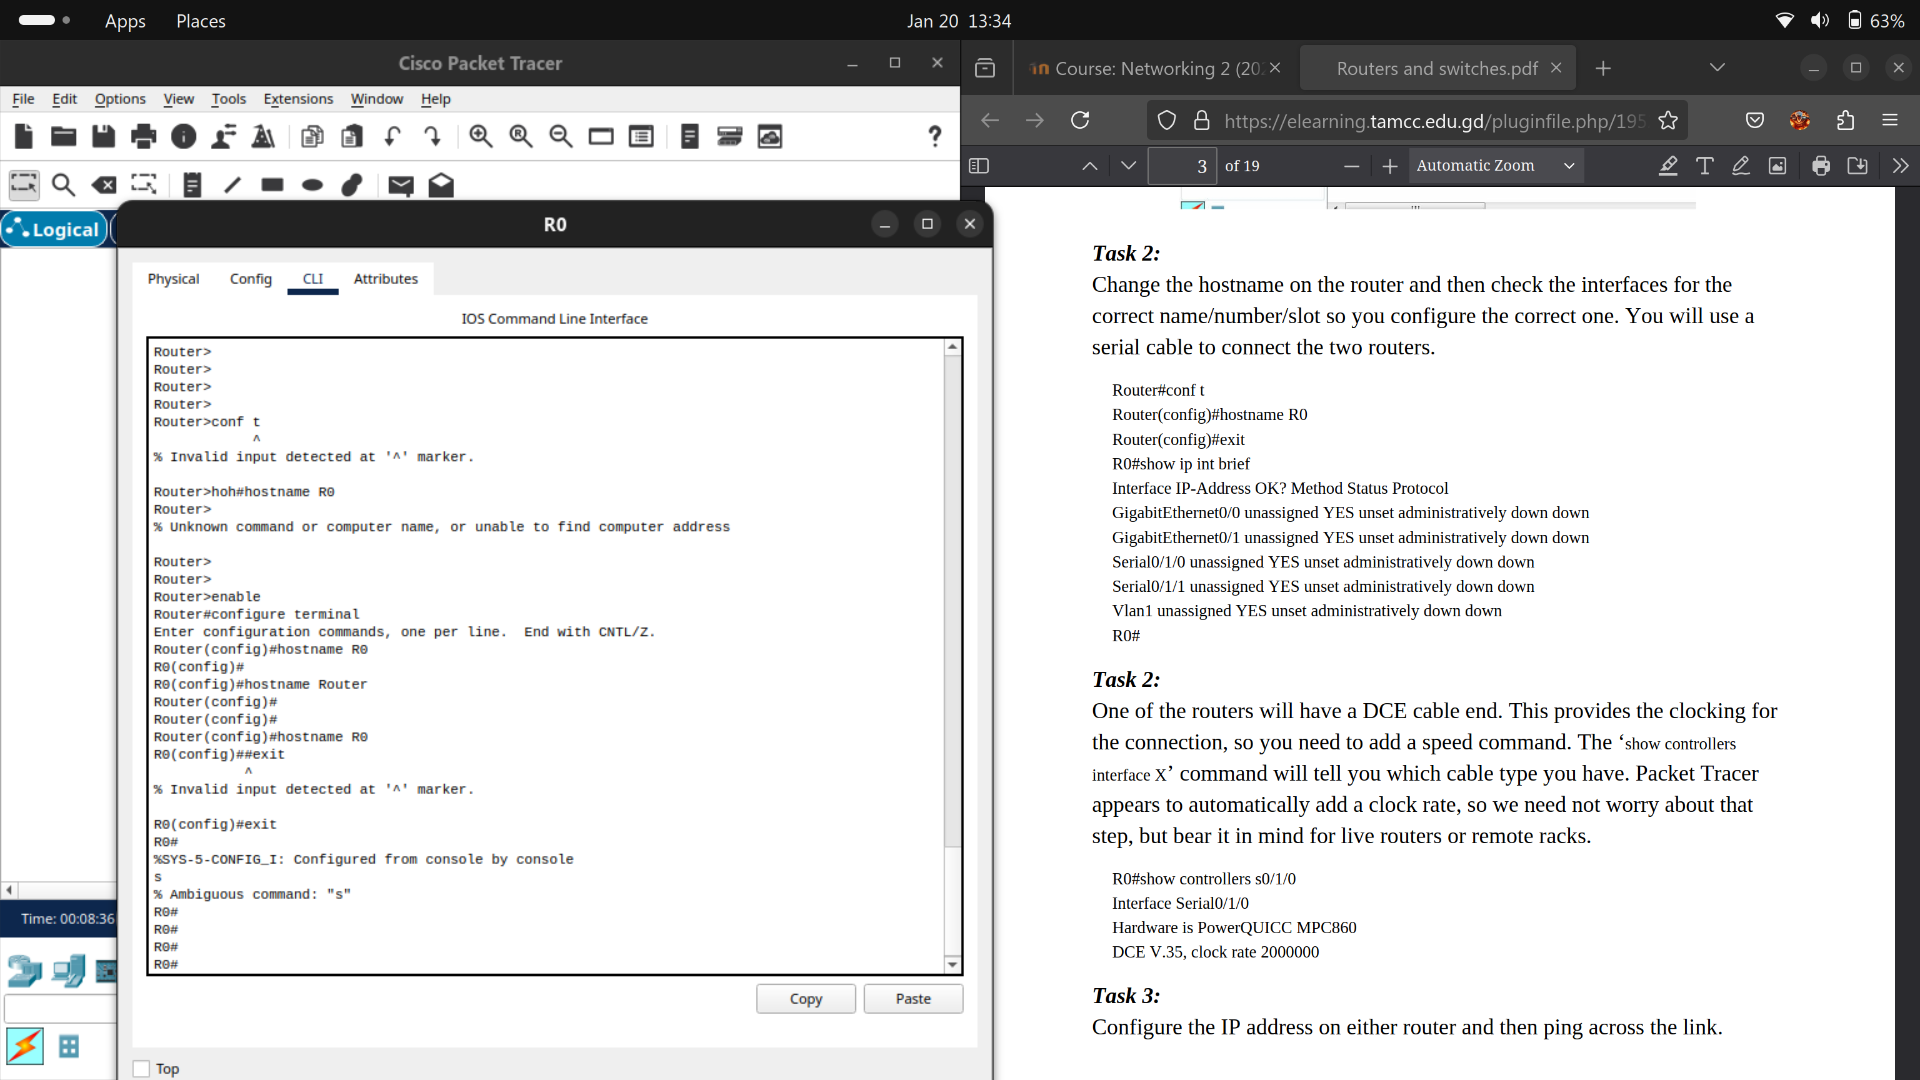 Apps Places Jan 20 13:34 63%
Cisco Packet Tracer
File Edit Options View Tools Extensions Window Help
?
Logical
R0
Physical Config CLI Attributes
IOS Command Line Interface
Router>
Router>
Router>
Router>
Router>conf t
^
% Invalid input detected at '^' marker.
Router>hoh#hostname R0
Router>
% Unknown command or computer name, or unable to find computer address
Router>
Router>
Router>enable
Router#configure terminal
Enter configuration commands, one per line.  End with CNTL/Z.
Router(config)#hostname R0
R0(config)#
R0(config)#hostname Router
Router(config)#
Router(config)#
Router(config)#hostname R0
R0(config)##exit
^
% Invalid input detected at '^' marker.
R0(config)#exit
R0#
%SYS-5-CONFIG_I: Configured from console by console
s
% Ambiguous command: "s"
R0#
R0#
R0#
R0#
Copy Paste
Top
Time: 00:08:36
Course: Networking 2 (20
Routers and switches.pdf
https://elearning.tamcc.edu.gd/pluginfile.php/195
3 of 19 Automatic Zoom
Task 2:
Change the hostname on the router and then check the interfaces for the
correct name/number/slot so you configure the correct one. You will use a
serial cable to connect the two routers.
Router#conf t
Router(config)#hostname R0
Router(config)#exit
R0#show ip int brief
Interface IP-Address OK? Method Status Protocol
GigabitEthernet0/0 unassigned YES unset administratively down down
GigabitEthernet0/1 unassigned YES unset administratively down down
Serial0/1/0 unassigned YES unset administratively down down
Serial0/1/1 unassigned YES unset administratively down down
Vlan1 unassigned YES unset administratively down down
R0#
Task 2:
One of the routers will have a DCE cable end. This provides the clocking for
the connection, so you need to add a speed command. The ‘show controllers
interface X’ command will tell you which cable type you have. Packet Tracer
appears to automatically add a clock rate, so we need not worry about that
step, but bear it in mind for live routers or remote racks.
R0#show controllers s0/1/0
Interface Serial0/1/0
Hardware is PowerQUICC MPC860
DCE V.35, clock rate 2000000
Task 3:
Configure the IP address on either router and then ping across the link.